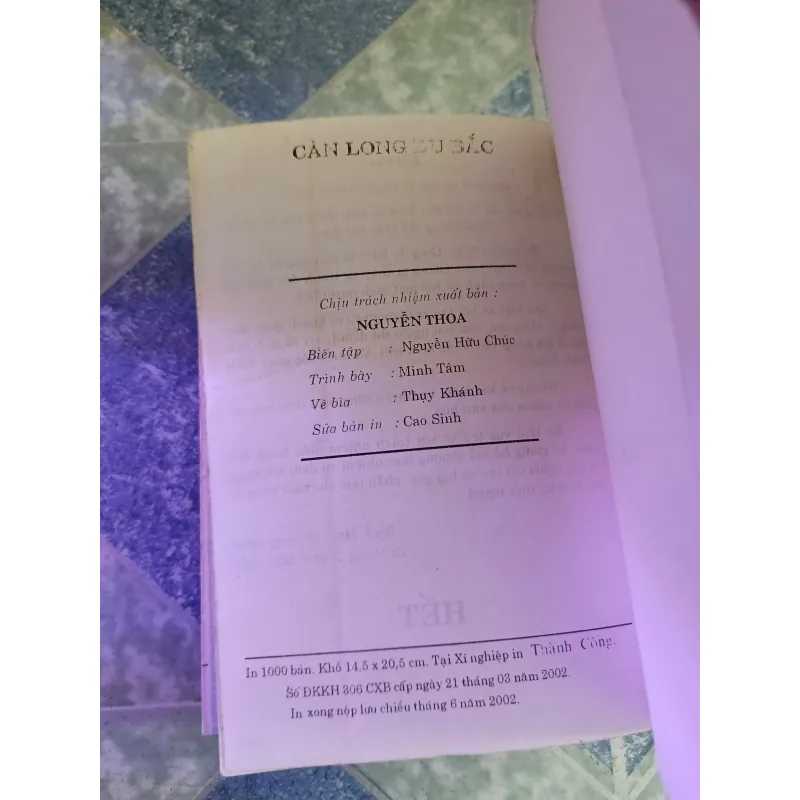 CÀN LONG DU BẮC
Chịu trách nhiệm xuất bản :
NGUYỄN THOA
Biên tập : Nguyễn Hữu Chúc
Trình bày : Minh Tâm
Vẽ bìa : Thụy Khánh
Sửa bản in : Cao Sinh
HẾT
In 1000 bản. Khổ 14,5 x 20,5 cm. Tại Xí nghiệp in Thành Công.
Số ĐKKH 306 CXB cấp ngày 21 tháng 03 năm 2002.
In xong nộp lưu chiểu tháng 6 năm 2002.